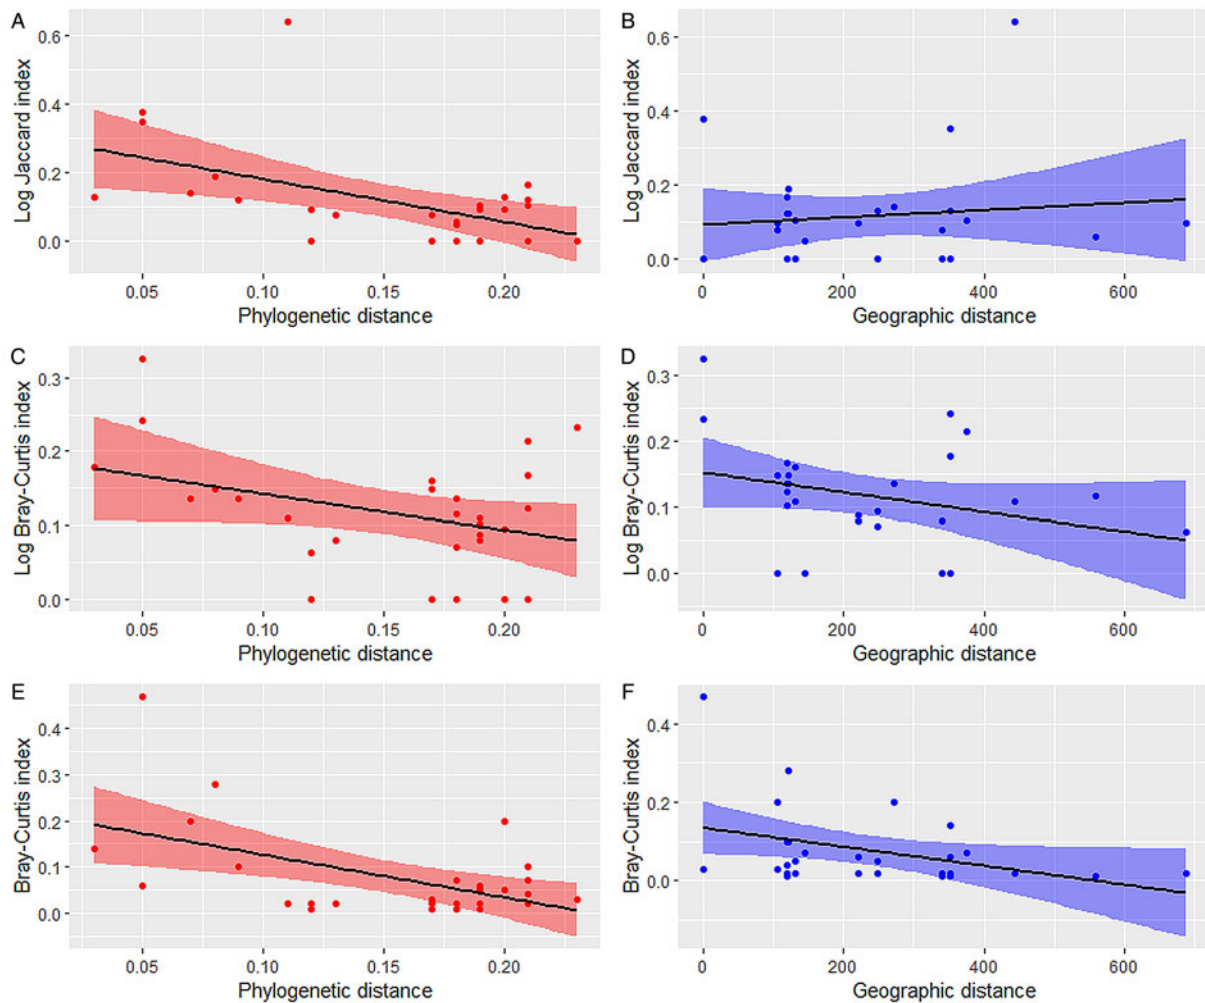 A
Log Jaccard index
0.6
0.4
0.2
0.0
0.05 0.10 0.15 0.20
Phylogenetic distance
B
Log Jaccard index
0.6
0.4
0.2
0.0
0 200 400 600
Geographic distance
C
Log Bray-Curtis index
0.3
0.2
0.1
0.0
0.05 0.10 0.15 0.20
Phylogenetic distance
D
Log Bray-Curtis index
0.3
0.2
0.1
0.0
0 200 400 600
Geographic distance
E
Bray-Curtis index
0.4
0.3
0.2
0.1
0.0
0.05 0.10 0.15 0.20
Phylogenetic distance
F
Bray-Curtis index
0.4
0.2
0.0
0 200 400 600
Geographic distance